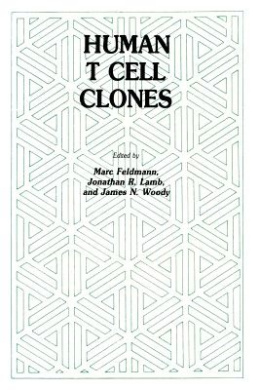 HUMAN
T CELL
CLONES
Edited by
Marc Feldmann,
Jonathan R. Lamb,
and James N. Woody